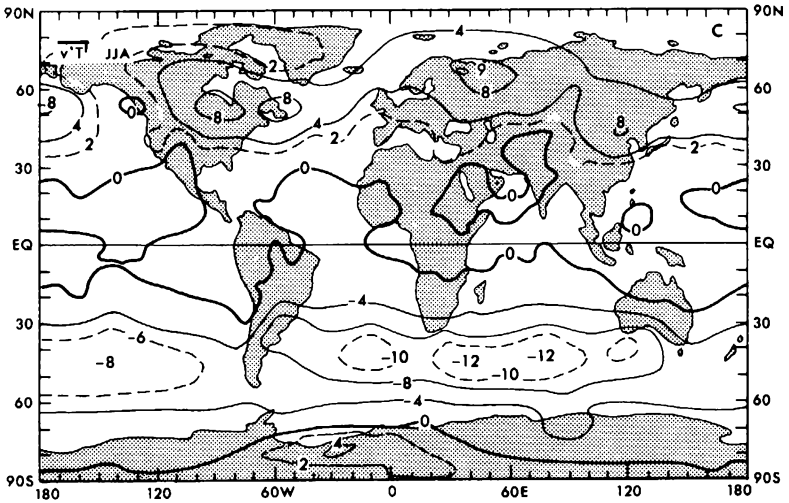 90N 90N
v'T' JJA 4 C
2 9
60 8 8 8 8 60
0 8 4 8
4 2 2 2
30 0 0 0 30
0
EQ 0 0 EQ
-4
30 30
-6
-8 -10 -12 -12
-8 -10
60 -4 60
0
4
2
90S 90S
180 120 60W 0 60E 120 180